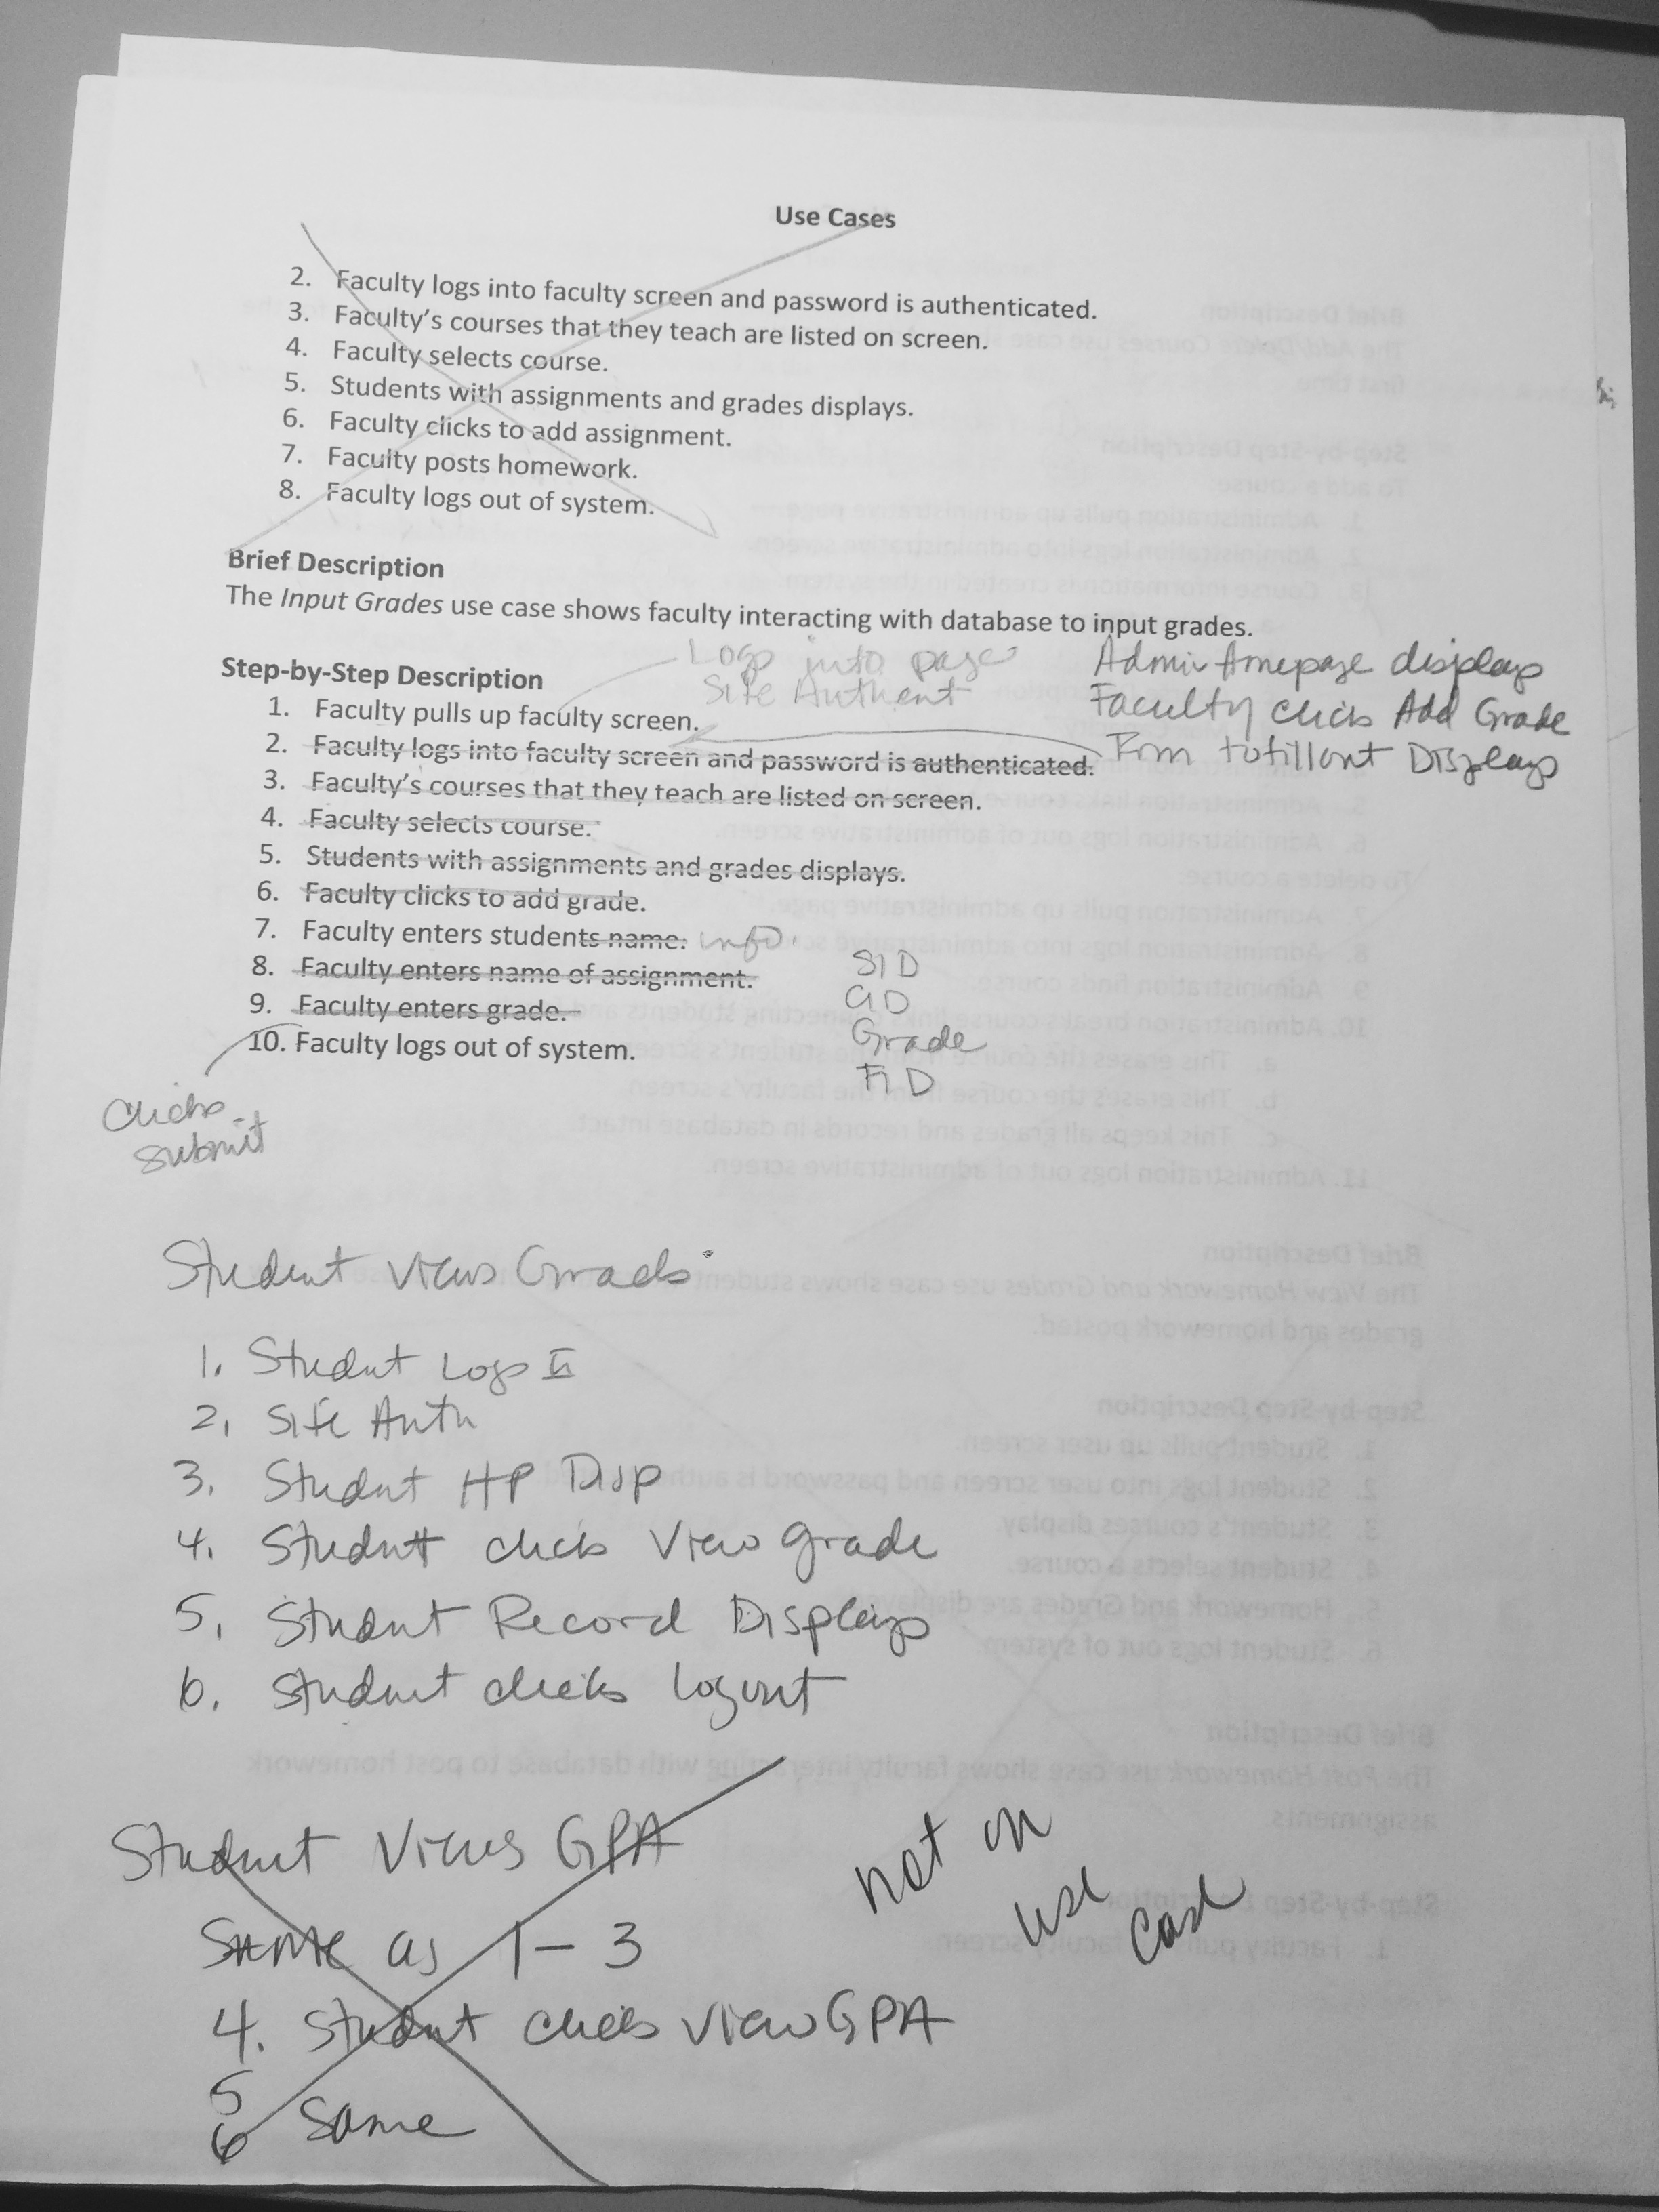 Use Cases
2. Faculty logs into faculty screen and password is authenticated.
3. Faculty's courses that they teach are listed on screen.
4. Faculty selects course.
5. Students with assignments and grades displays.
6. Faculty clicks to add assignment.
7. Faculty posts homework.
8. Faculty logs out of system.
Brief Description
The Input Grades use case shows faculty interacting with database to input grades.
Logs into page
Site Authent
Admin Homepage displays
Faculty clicks Add Grade
Form to fillout Displays
Step-by-Step Description
1. Faculty pulls up faculty screen.
2. Faculty logs into faculty screen and password is authenticated.
3. Faculty's courses that they teach are listed on screen.
4. Faculty selects course.
5. Students with assignments and grades displays.
6. Faculty clicks to add grade.
7. Faculty enters students name. info.
8. Faculty enters name of assignment.
9. Faculty enters grade.
10. Faculty logs out of system.
SID
CID
Grade
FID
Clicks
submit
Student Views Grades
1. Student Logs In
2. Site Auth
3. Student HP Disp
4. Student clicks View grade
5. Student Record Displays
6. Student clicks logout
Student Views GPA
Same as 1-3
4. Student clicks View GPA
5
6 Same
not on
use
case